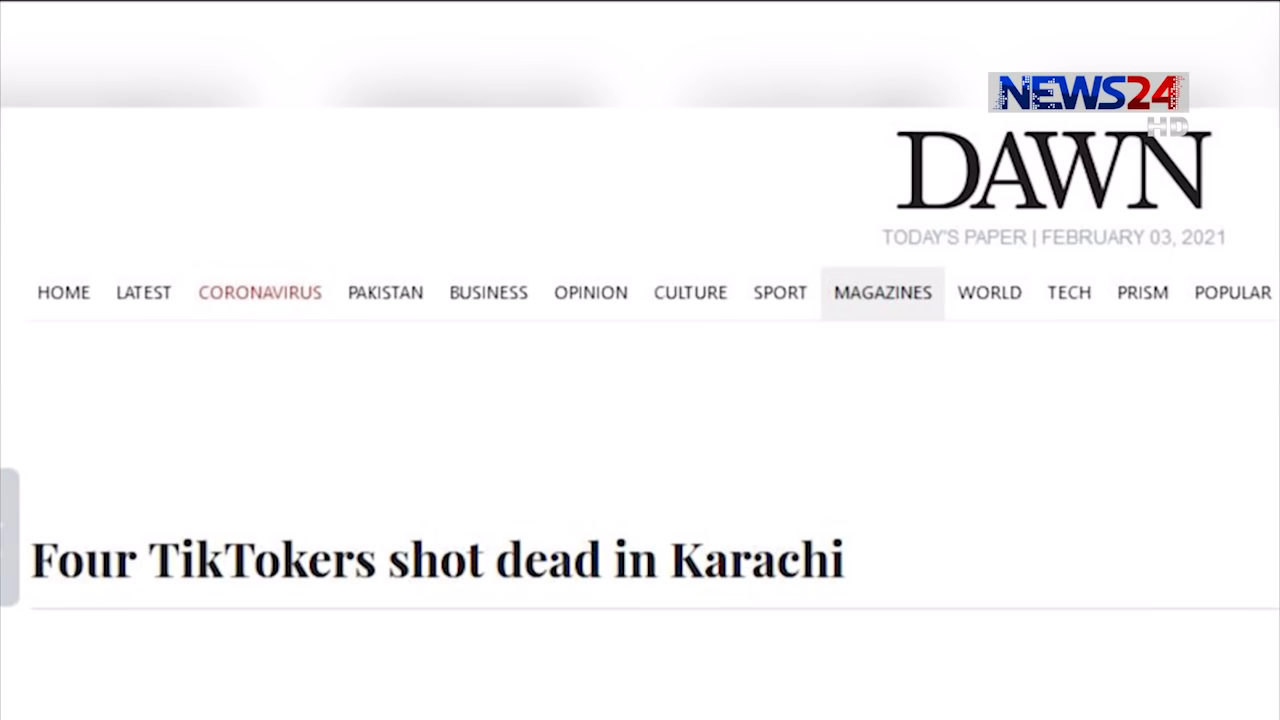 NEWS24
HD
DAWN
TODAY'S PAPER | FEBRUARY 03, 2021
HOME LATEST CORONAVIRUS PAKISTAN BUSINESS OPINION CULTURE SPORT MAGAZINES WORLD TECH PRISM POPULAR
Four TikTokers shot dead in Karachi